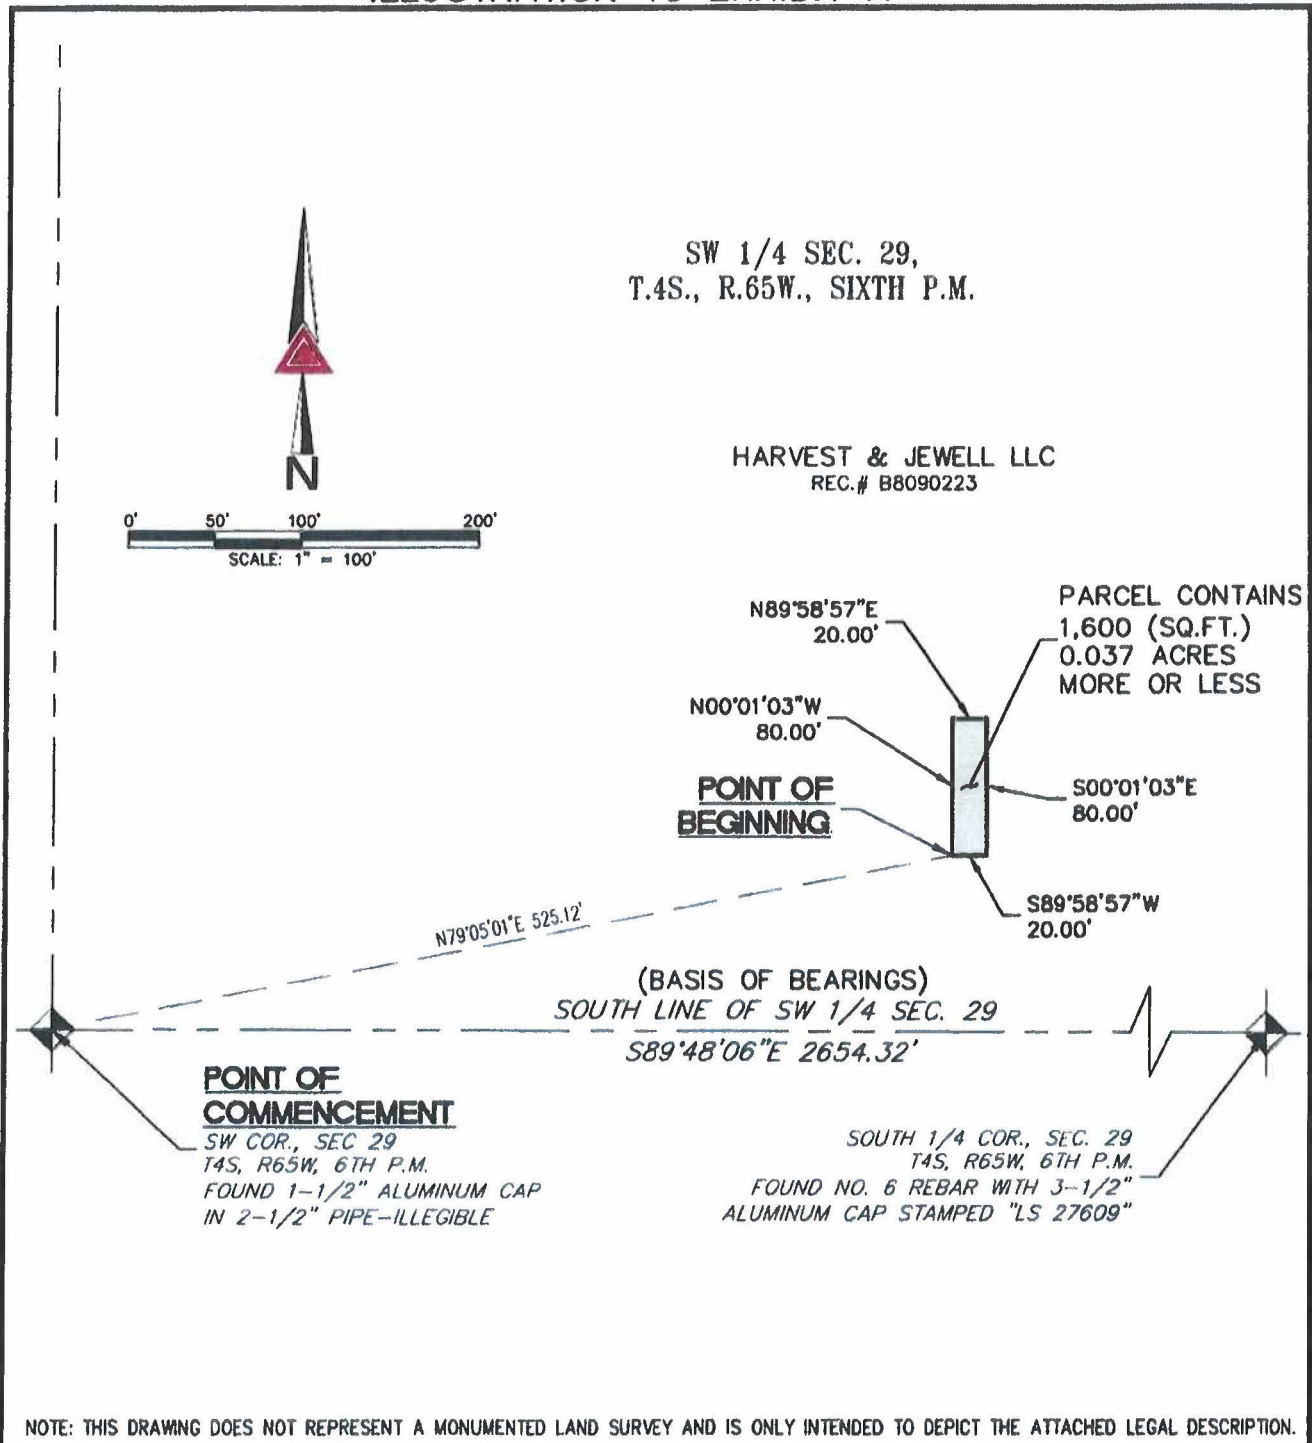 SW 1/4 SEC. 29,
T.4S., R.65W., SIXTH P.M.
N
0' 50' 100' 200'
SCALE: 1" = 100'
HARVEST & JEWELL LLC
REC.# B8090223
N89°58'57"E
20.00'
PARCEL CONTAINS
1,600 (SQ.FT.)
0.037 ACRES
MORE OR LESS
N00°01'03"W
80.00'
POINT OF
BEGINNING
S00°01'03"E
80.00'
S89°58'57"W
20.00'
N79°05'01"E 525.12'
(BASIS OF BEARINGS)
SOUTH LINE OF SW 1/4 SEC. 29
S89°48'06"E 2654.32'
POINT OF
COMMENCEMENT
SW COR., SEC 29
T4S, R65W, 6TH P.M.
FOUND 1-1/2" ALUMINUM CAP
IN 2-1/2" PIPE-ILLEGIBLE
SOUTH 1/4 COR., SEC. 29
T4S, R65W, 6TH P.M.
FOUND NO. 6 REBAR WITH 3-1/2"
ALUMINUM CAP STAMPED "LS 27609"
NOTE: THIS DRAWING DOES NOT REPRESENT A MONUMENTED LAND SURVEY AND IS ONLY INTENDED TO DEPICT THE ATTACHED LEGAL DESCRIPTION.